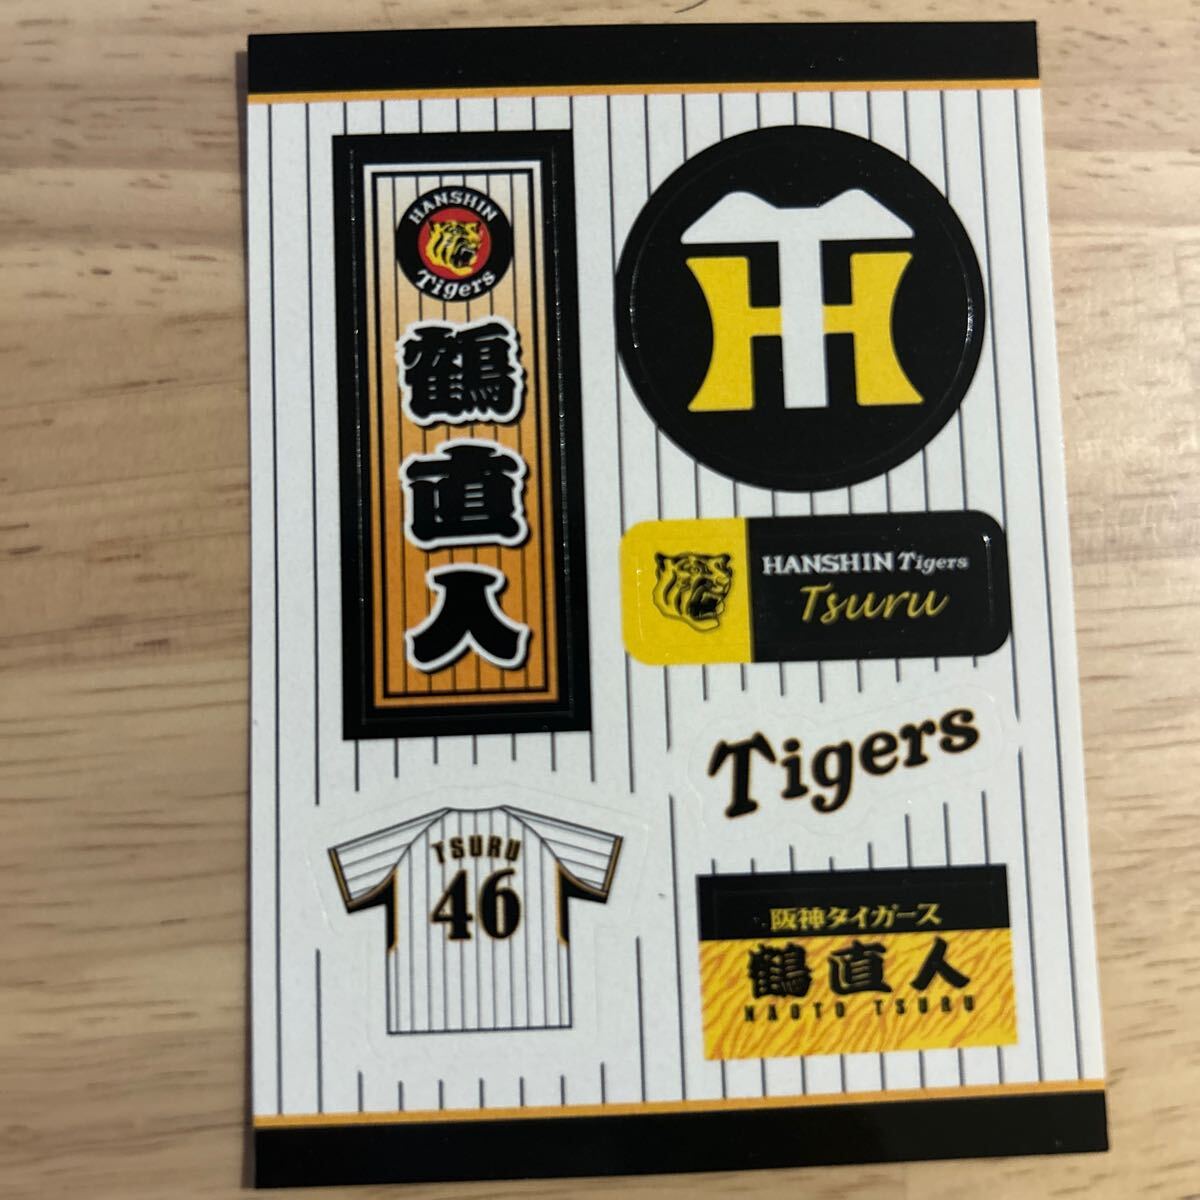 HANSHIN
Tigers
鶴直人
HANSHIN Tigers
Tsuru
Tigers
TSURU
46
阪神タイガース
鶴直人
NAOTO TSURU